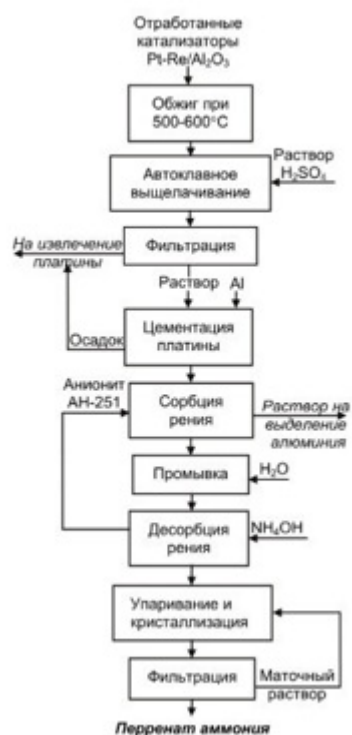 Отработанные
катализаторы
Pt-Re/Al₂O₃
Обжиг при
500-600°С
Автоклавное
выщелачивание
Раствор
H₂SO₄
Фильтрация
На извлечение
платины
Раствор
Al
Цементация
платины
Осадок
Анионит
АН-251
Сорбция
рения
Раствор на
выделение
алюминия
Промывка
H₂O
Десорбция
рения
NH₄OH
Упаривание и
кристаллизация
Фильтрация
Маточный
раствор
Перренат аммония